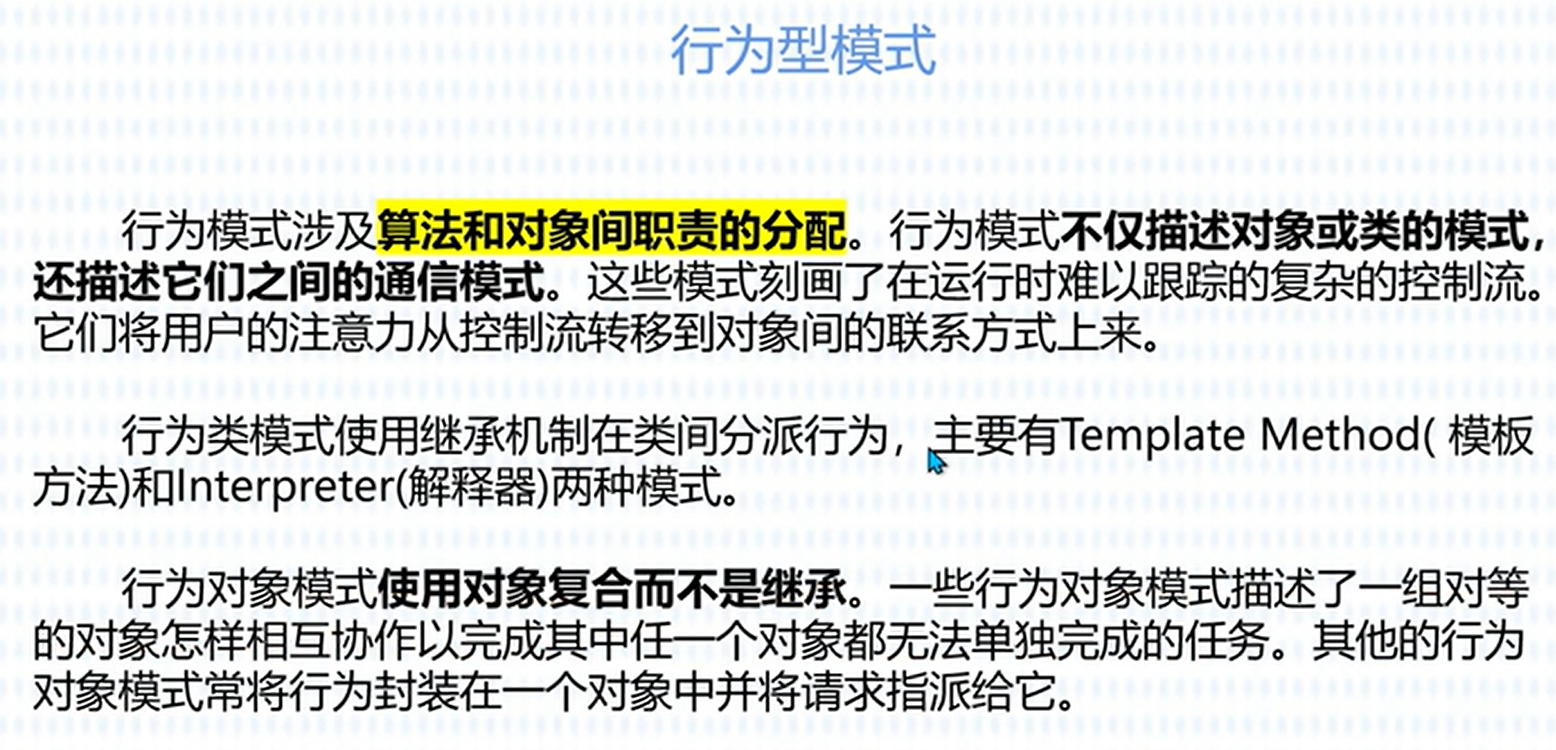 行为型模式
行为模式涉及算法和对象间职责的分配。行为模式不仅描述对象或类的模式，
还描述它们之间的通信模式。这些模式刻画了在运行时难以跟踪的复杂的控制流。
它们将用户的注意力从控制流转移到对象间的联系方式上来。
行为类模式使用继承机制在类间分派行为，主要有Template Method( 模板
方法)和Interpreter(解释器)两种模式。
行为对象模式使用对象复合而不是继承。一些行为对象模式描述了一组对等
的对象怎样相互协作以完成其中任一个对象都无法单独完成的任务。其他的行为
对象模式常将行为封装在一个对象中并将请求指派给它。